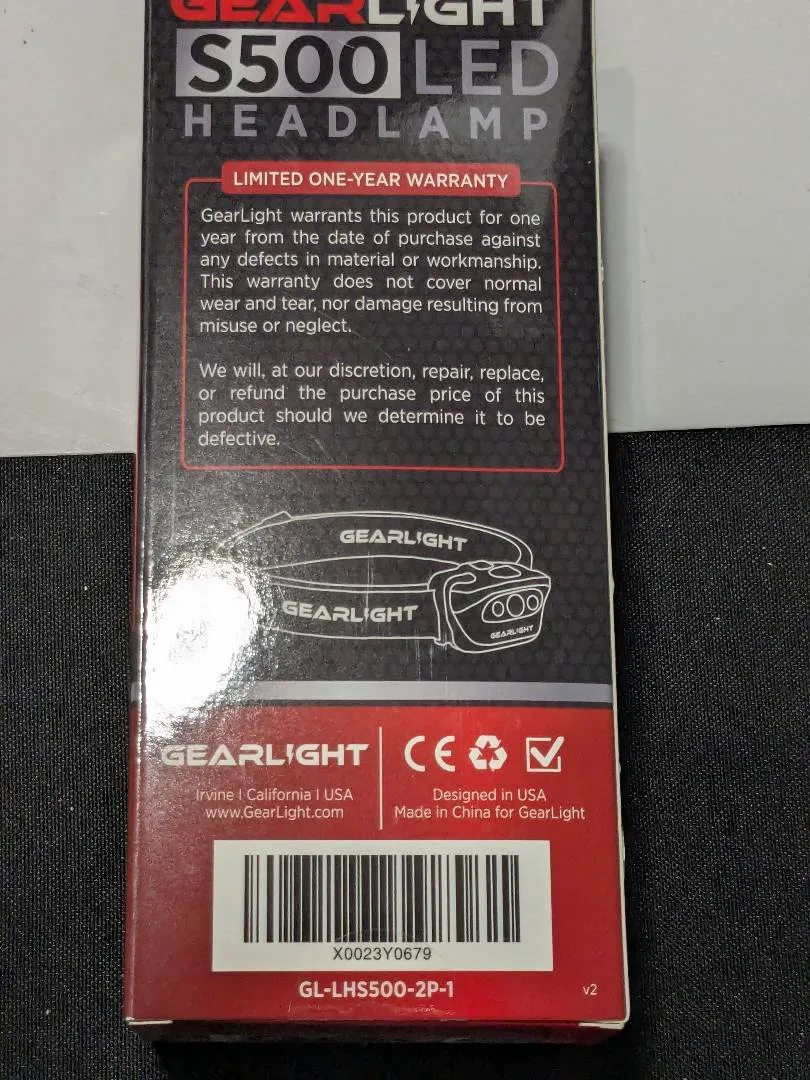 GEARLIGHT
S500 LED
HEADLAMP
LIMITED ONE-YEAR WARRANTY
GearLight warrants this product for one
year from the date of purchase against
any defects in material or workmanship.
This warranty does not cover normal
wear and tear, nor damage resulting from
misuse or neglect.
We will, at our discretion, repair, replace,
or refund the purchase price of this
product should we determine it to be
defective.
GEARLIGHT
GEARLIGHT
GEARLIGHT
GEARLIGHT
Irvine | California | USA
www.GearLight.com
CE
Designed in USA
Made in China for GearLight
X0023Y0679
GL-LHS500-2P-1
v2